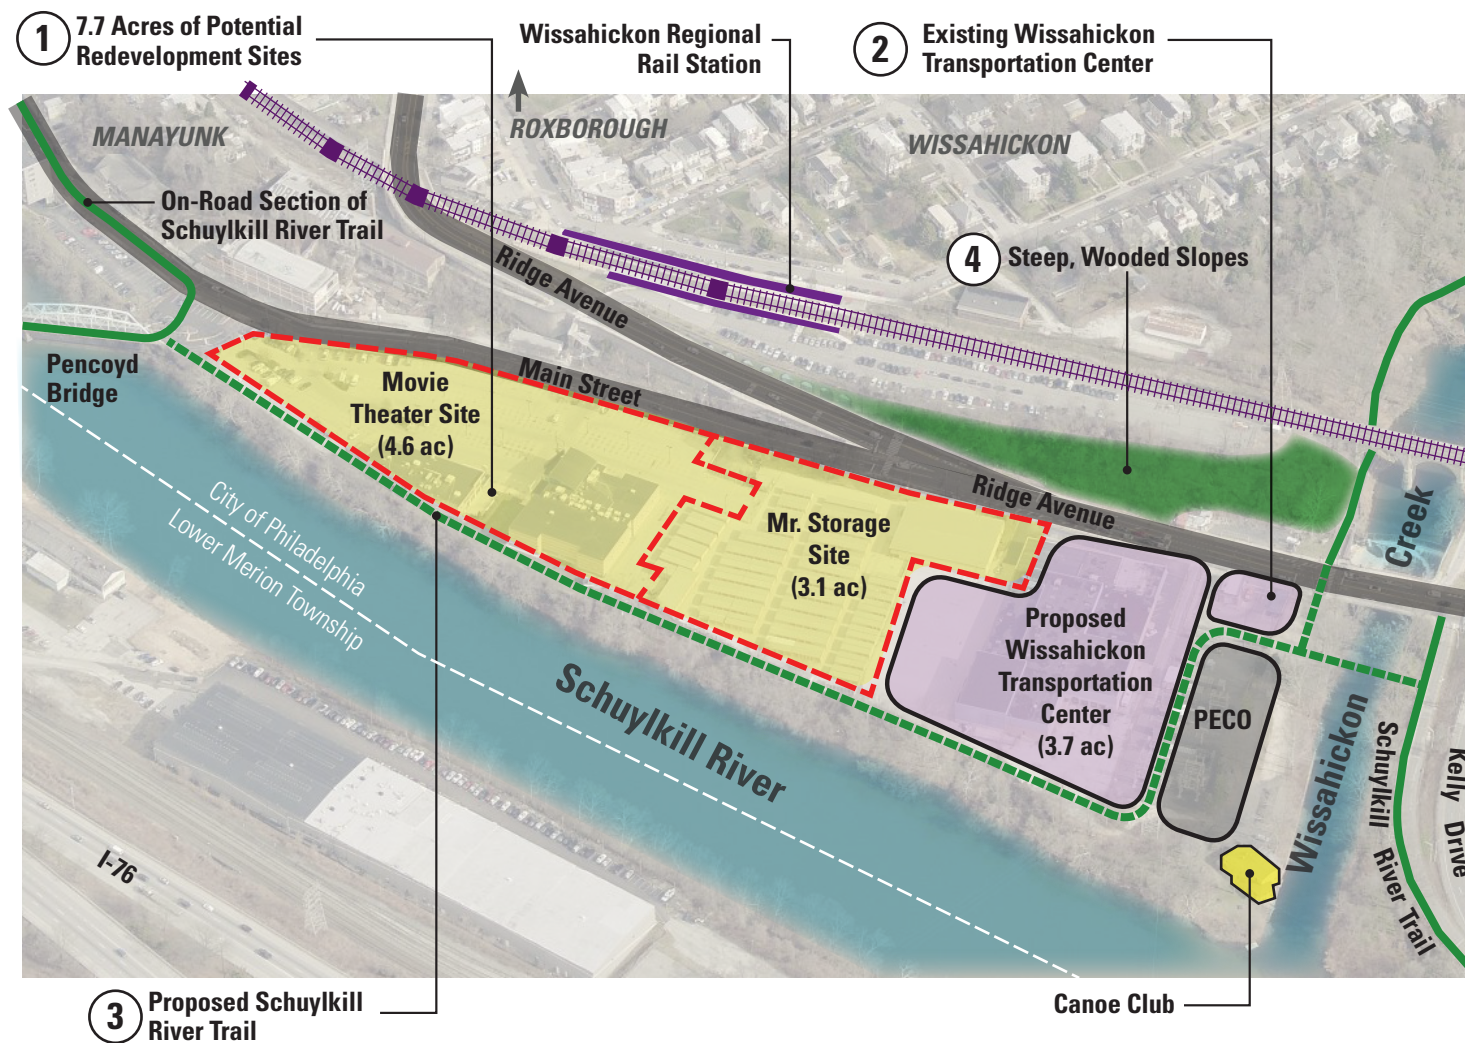 1
7.7 Acres of Potential
Redevelopment Sites
Wissahickon Regional
Rail Station
2
Existing Wissahickon
Transportation Center
MANAYUNK
ROXBOROUGH
WISSAHICKON
On-Road Section of
Schuylkill River Trail
Ridge Avenue
4
Steep, Wooded Slopes
Pencoyd
Bridge
Main Street
Movie
Theater Site
(4.6 ac)
Ridge Avenue
Mr. Storage
Site
(3.1 ac)
Creek
City of Philadelphia
Lower Merion Township
Proposed
Wissahickon
Transportation
Center
(3.7 ac)
PECO
Schuylkill River
Wissahickon
Schuylkill River Trail
Kelly Drive
I-76
3
Proposed Schuylkill
River Trail
Canoe Club